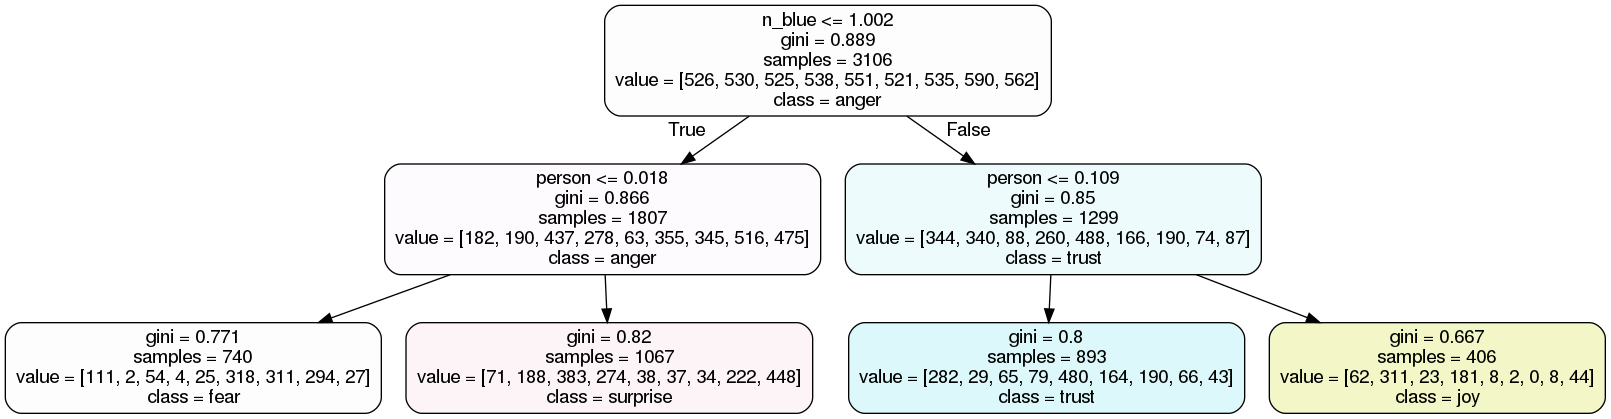 n_blue <= 1.002
gini = 0.889
samples = 3106
value = [526, 530, 525, 538, 551, 521, 535, 590, 562]
class = anger
True
False
person <= 0.018
gini = 0.866
samples = 1807
value = [182, 190, 437, 278, 63, 355, 345, 516, 475]
class = anger
person <= 0.109
gini = 0.85
samples = 1299
value = [344, 340, 88, 260, 488, 166, 190, 74, 87]
class = trust
gini = 0.771
samples = 740
value = [111, 2, 54, 4, 25, 318, 311, 294, 27]
class = fear
gini = 0.82
samples = 1067
value = [71, 188, 383, 274, 38, 37, 34, 222, 448]
class = surprise
gini = 0.8
samples = 893
value = [282, 29, 65, 79, 480, 164, 190, 66, 43]
class = trust
gini = 0.667
samples = 406
value = [62, 311, 23, 181, 8, 2, 0, 8, 44]
class = joy